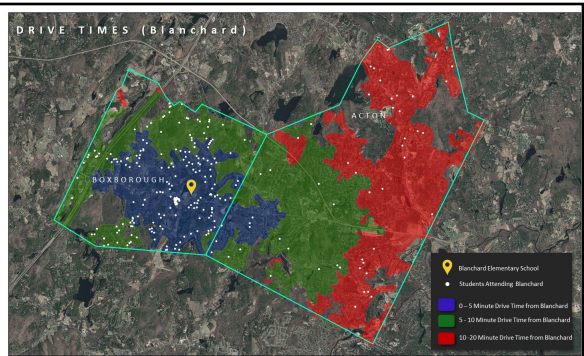 DRIVE TIMES (Blanchard)
ACTON
BOXBOROUGH
Blanchard Elementary School
Students Attending Blanchard
0 – 5 Minute Drive Time from Blanchard
5 - 10 Minute Drive Time from Blanchard
10 -20 Minute Drive Time from Blanchard